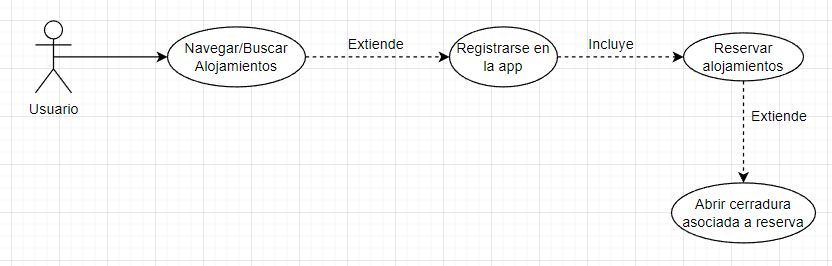 Navegar/Buscar
Alojamientos
Extiende
Registrarse en
la app
Incluye
Reservar
alojamientos
Usuario
Extiende
Abrir cerradura
asociada a reserva